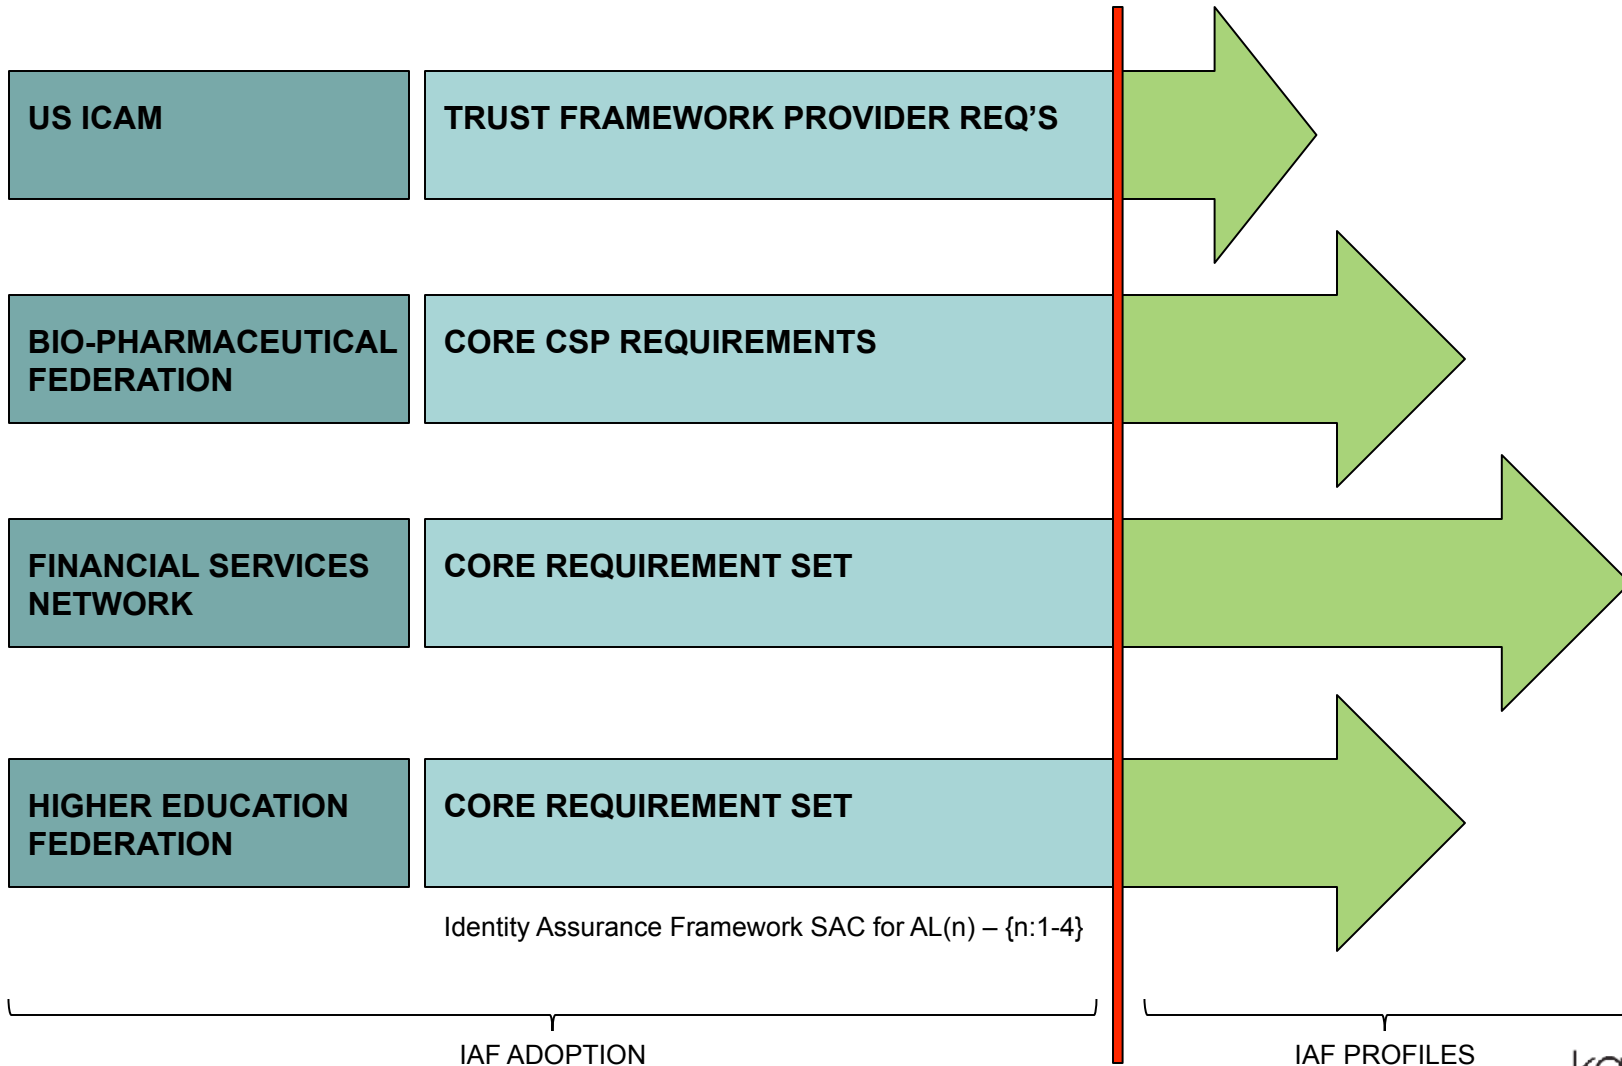 US ICAM
TRUST FRAMEWORK PROVIDER REQ’S
BIO-PHARMACEUTICAL
FEDERATION
CORE CSP REQUIREMENTS
FINANCIAL SERVICES
NETWORK
CORE REQUIREMENT SET
HIGHER EDUCATION
FEDERATION
CORE REQUIREMENT SET
Identity Assurance Framework SAC for AL(n) – {n:1-4}
IAF ADOPTION
IAF PROFILES